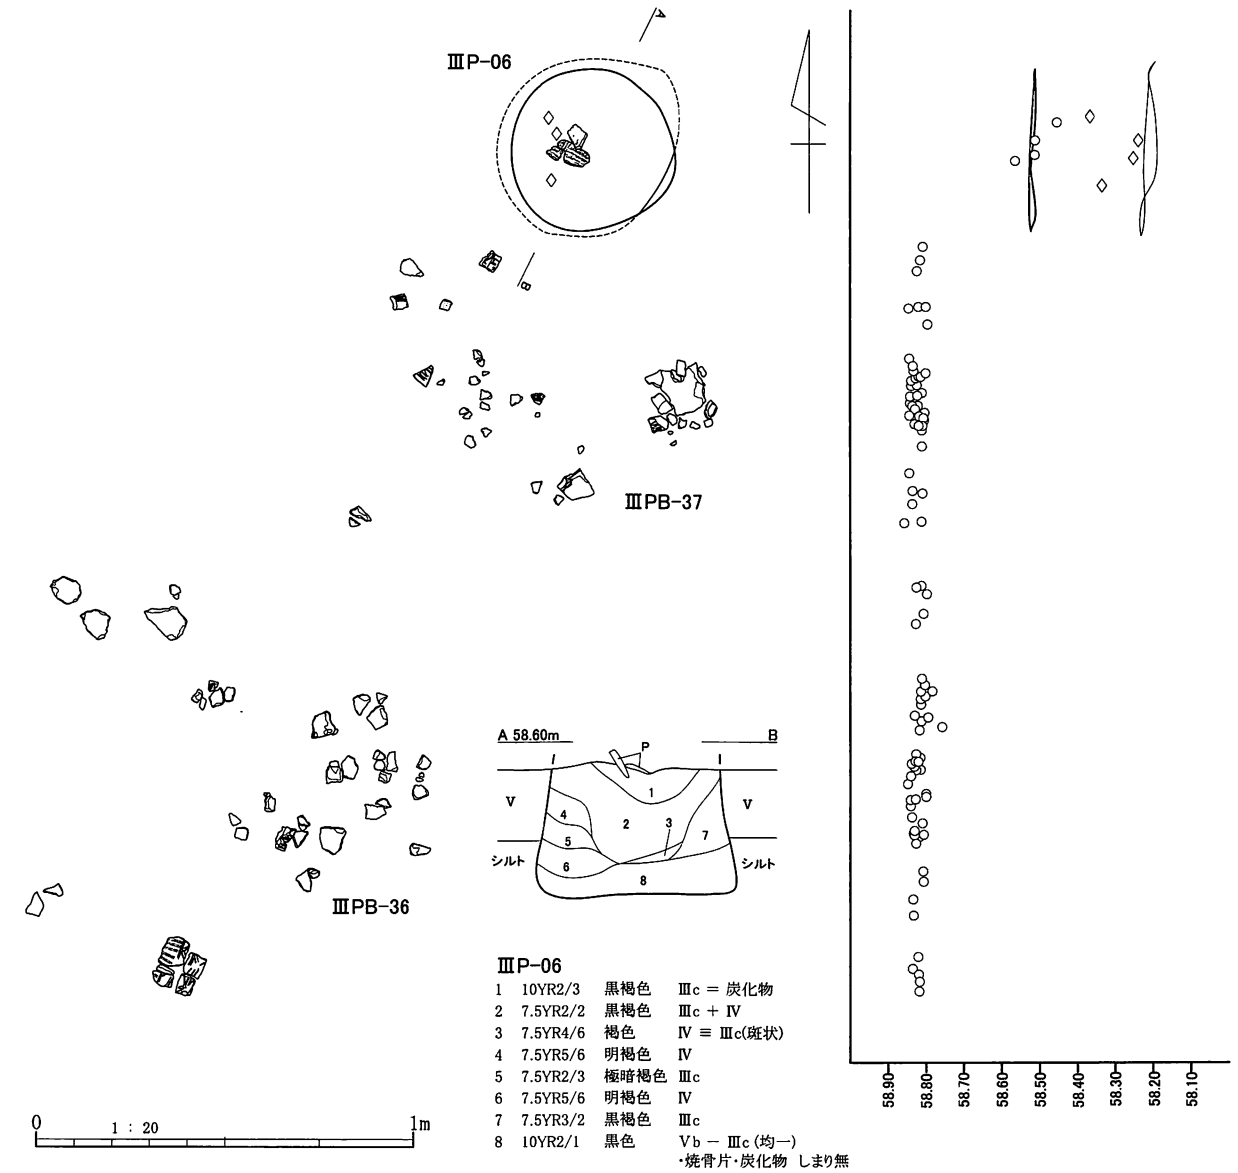 A
ⅢP-06
B
ⅢPB-37
ⅢPB-36
A 58.60m
B
P
1
2
3
4
5
6
7
8
V
V
シルト
シルト
ⅢP-06
1 10YR2/3 黒褐色 Ⅲc = 炭化物
2 7.5YR2/2 黒褐色 Ⅲc + Ⅳ
3 7.5YR4/6 褐色 Ⅳ ≡ Ⅲc(斑状)
4 7.5YR5/6 明褐色 Ⅳ
5 7.5YR2/3 極暗褐色 Ⅲc
6 7.5YR5/6 明褐色 Ⅳ
7 7.5YR3/2 黒褐色 Ⅲc
8 10YR2/1 黒色 Ⅴb − Ⅲc (均一)
・焼骨片・炭化物 しまり無
0 1 : 20 1m
58.90 58.80 58.70 58.60 58.50 58.40 58.30 58.20 58.10